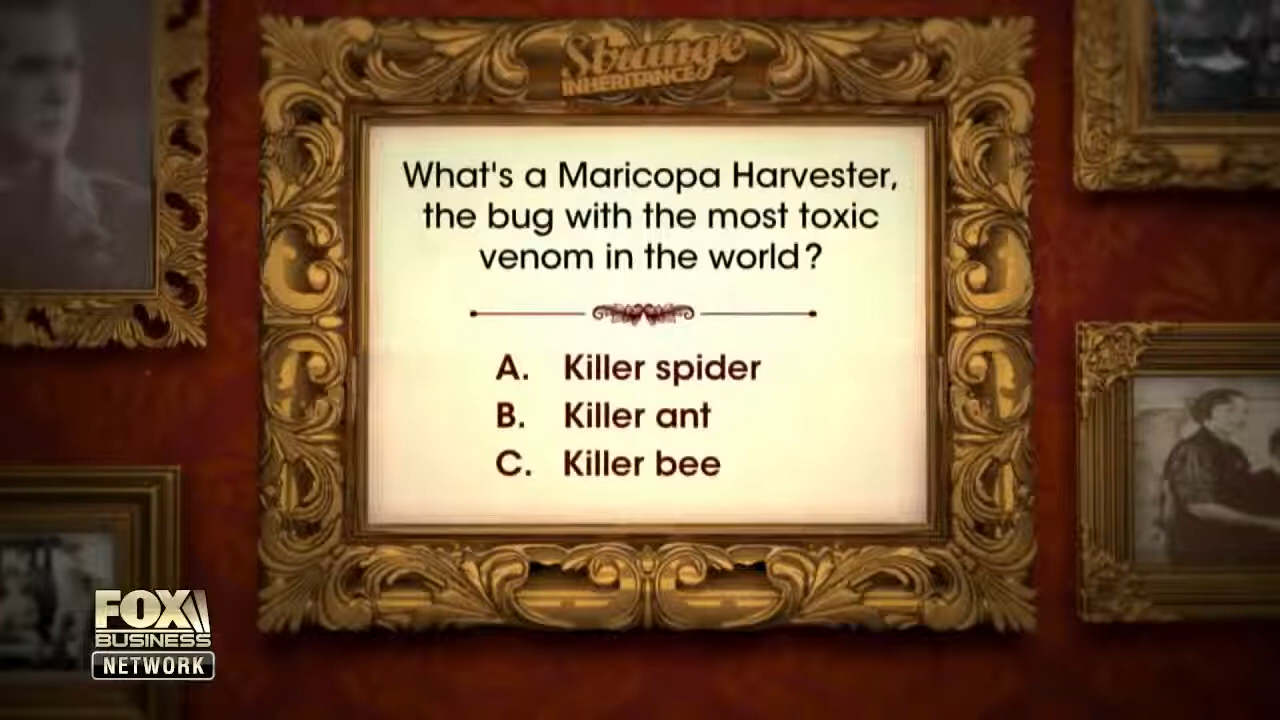 Strange
INHERITANCE
What's a Maricopa Harvester,
the bug with the most toxic
venom in the world?
A. Killer spider
B. Killer ant
C. Killer bee
FOX
BUSINESS
NETWORK